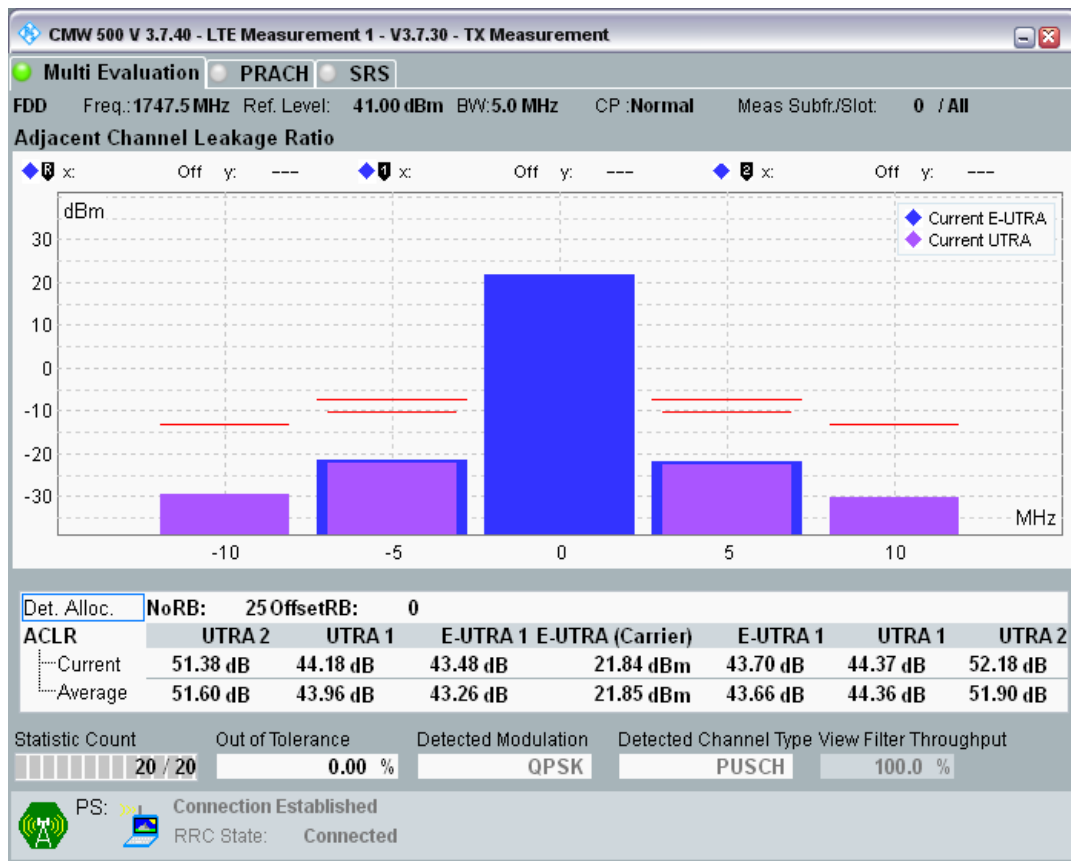 CMW 500 V 3.7.40 - LTE Measurement 1 - V3.7.30 - TX Measurement
Multi Evaluation PRACH SRS
FDD Freq.:1747.5 MHz Ref. Level: 41.00 dBm BW:5.0 MHz CP :Normal Meas Subfr./Slot: 0 / All
Adjacent Channel Leakage Ratio
R x: Off y: --- 1 x: Off y: --- 2 x: Off y: ---
dBm
Current E-UTRA
Current UTRA
30
20
10
0
-10
-20
-30
MHz
-10 -5 0 5 10
Det. Alloc. NoRB: 25 OffsetRB: 0
ACLR UTRA 2 UTRA 1 E-UTRA 1 E-UTRA (Carrier) E-UTRA 1 UTRA 1 UTRA 2
Current 51.38 dB 44.18 dB 43.48 dB 21.84 dBm 43.70 dB 44.37 dB 52.18 dB
Average 51.60 dB 43.96 dB 43.26 dB 21.85 dBm 43.66 dB 44.36 dB 51.90 dB
Statistic Count Out of Tolerance Detected Modulation Detected Channel Type View Filter Throughput
20 / 20 0.00 % QPSK PUSCH 100.0 %
PS: Connection Established
RRC State: Connected